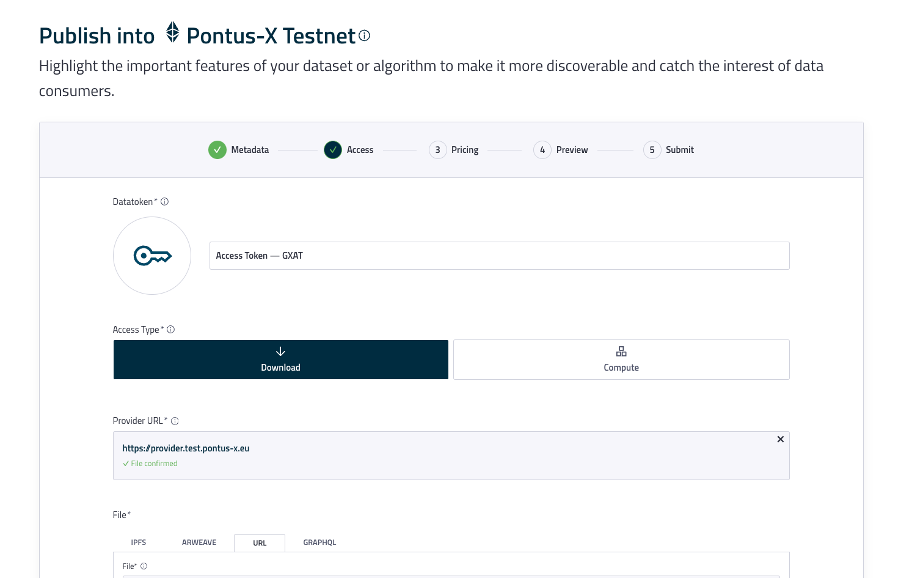 Publish into Pontus-X Testnet
Highlight the important features of your dataset or algorithm to make it more discoverable and catch the interest of data
consumers.
Metadata
Access
3 Pricing
4 Preview
5 Submit
Datatoken*
Access Token — GXAT
Access Type*
Download
Compute
Provider URL*
https://provider.test.pontus-x.eu
✓ File confirmed
File*
IPFS
ARWEAVE
URL
GRAPHQL
File*